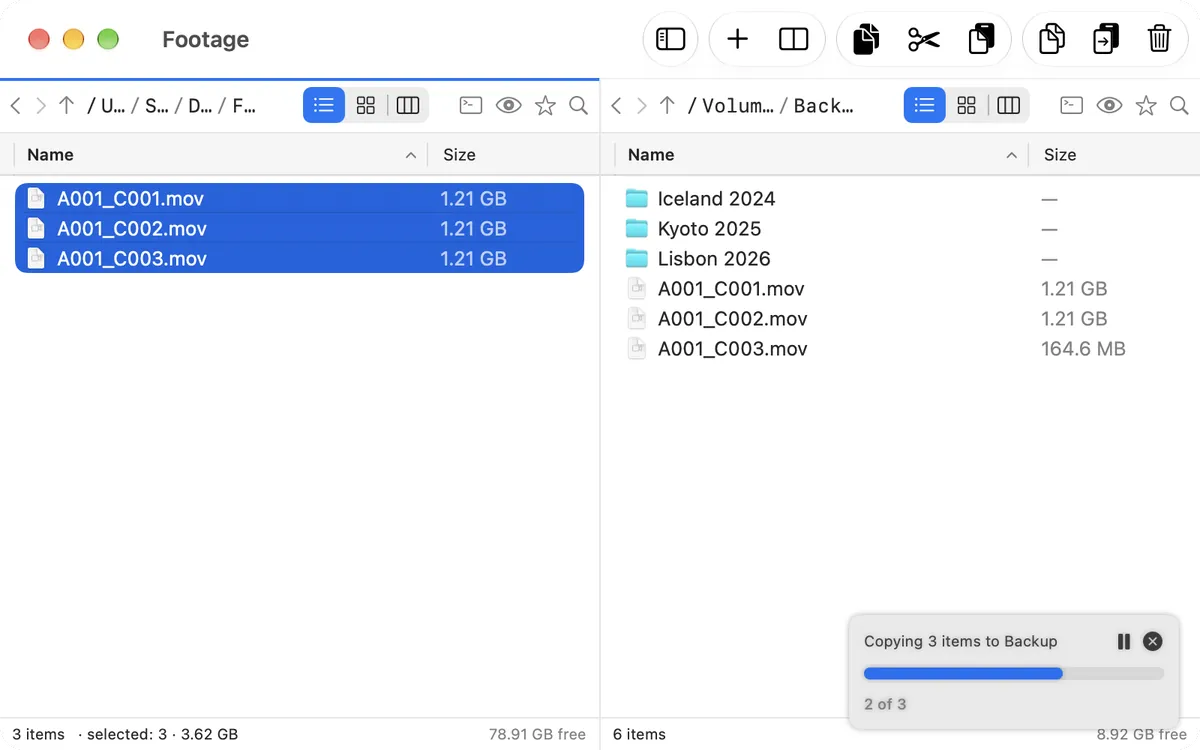 Footage
/ U… / S… / D… / F…
/ Volum… / Back…
Name Size
A001_C001.mov 1.21 GB
A001_C002.mov 1.21 GB
A001_C003.mov 1.21 GB
Name Size
Iceland 2024 —
Kyoto 2025 —
Lisbon 2026 —
A001_C001.mov 1.21 GB
A001_C002.mov 1.21 GB
A001_C003.mov 164.6 MB
Copying 3 items to Backup
2 of 3
3 items · selected: 3 · 3.62 GB 78.91 GB free
6 items 8.92 GB free